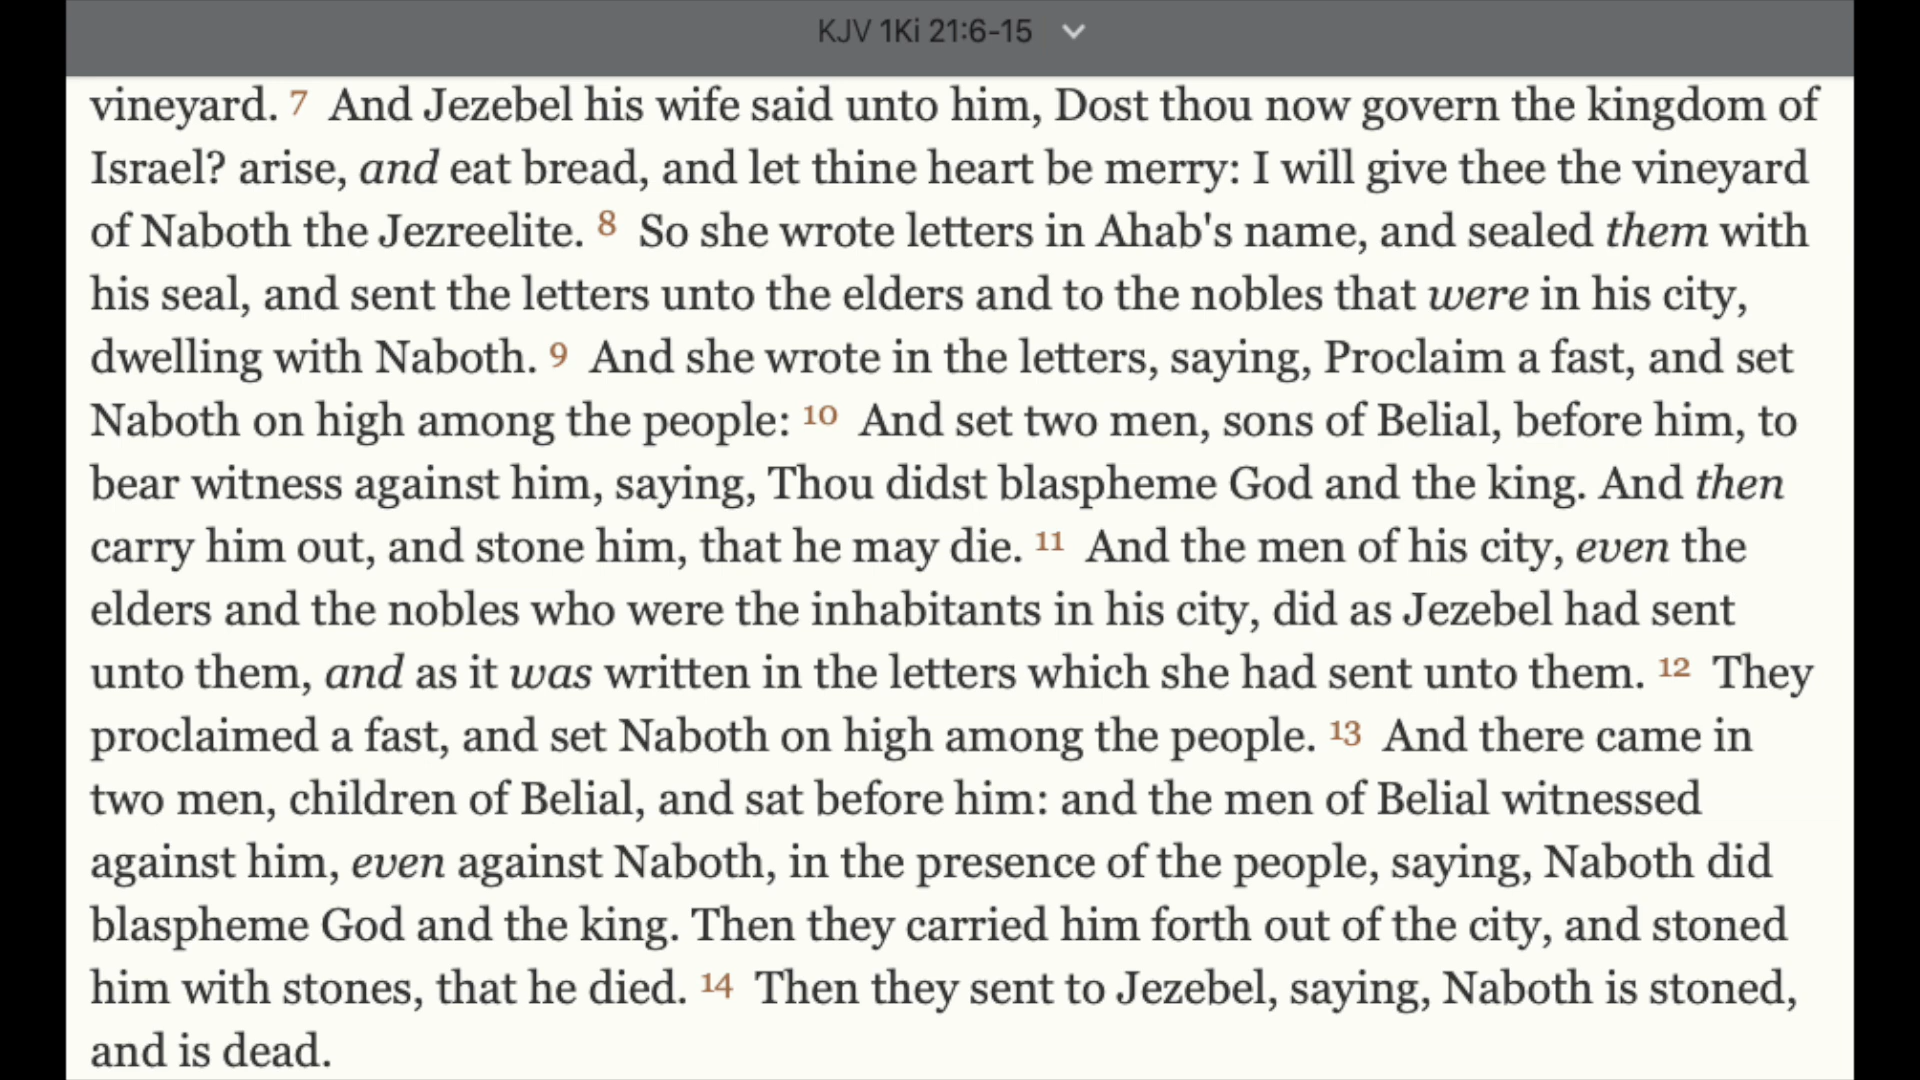 KJV 1Ki 21:6-15
vineyard. 7 And Jezebel his wife said unto him, Dost thou now govern the kingdom of
Israel? arise, and eat bread, and let thine heart be merry: I will give thee the vineyard
of Naboth the Jezreelite. 8 So she wrote letters in Ahab's name, and sealed them with
his seal, and sent the letters unto the elders and to the nobles that were in his city,
dwelling with Naboth. 9 And she wrote in the letters, saying, Proclaim a fast, and set
Naboth on high among the people: 10 And set two men, sons of Belial, before him, to
bear witness against him, saying, Thou didst blaspheme God and the king. And then
carry him out, and stone him, that he may die. 11 And the men of his city, even the
elders and the nobles who were the inhabitants in his city, did as Jezebel had sent
unto them, and as it was written in the letters which she had sent unto them. 12 They
proclaimed a fast, and set Naboth on high among the people. 13 And there came in
two men, children of Belial, and sat before him: and the men of Belial witnessed
against him, even against Naboth, in the presence of the people, saying, Naboth did
blaspheme God and the king. Then they carried him forth out of the city, and stoned
him with stones, that he died. 14 Then they sent to Jezebel, saying, Naboth is stoned,
and is dead.